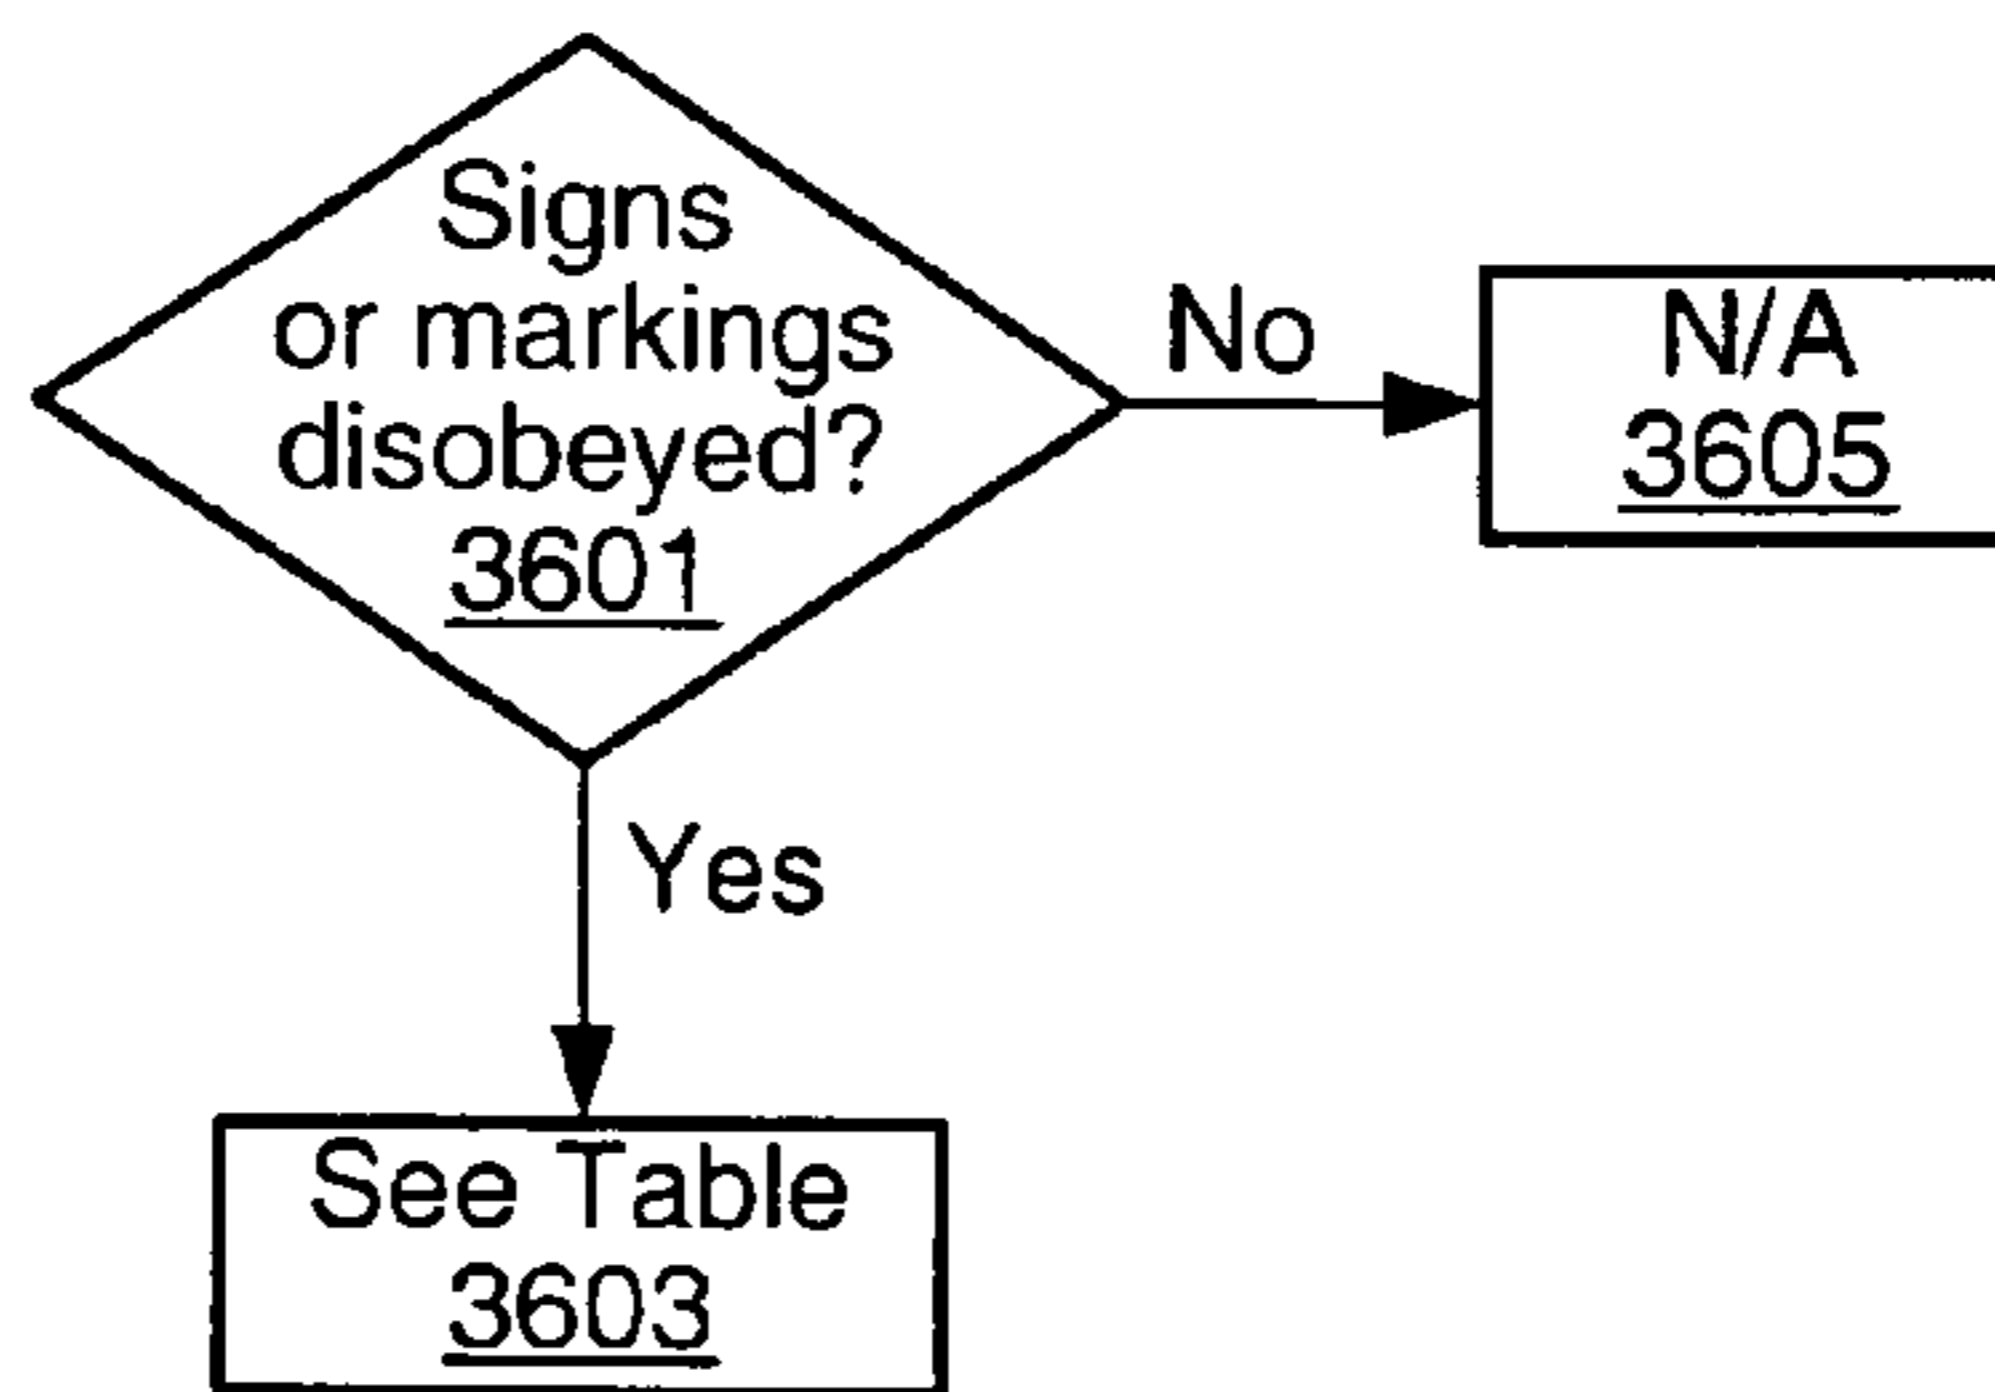 Signs
or markings
disobeyed?
3601
No
N/A
3605
Yes
See Table
3603